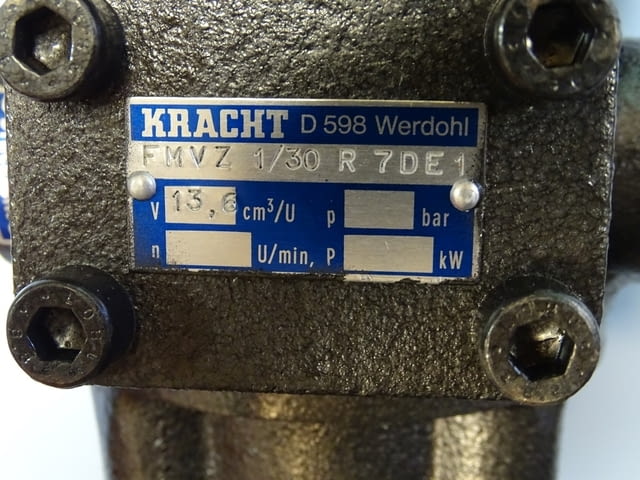 KRACHT D 598 Werdohl
FMVZ 1/30 R 7DE1
V 13,6 cm³/U p bar
n U/min, P kW